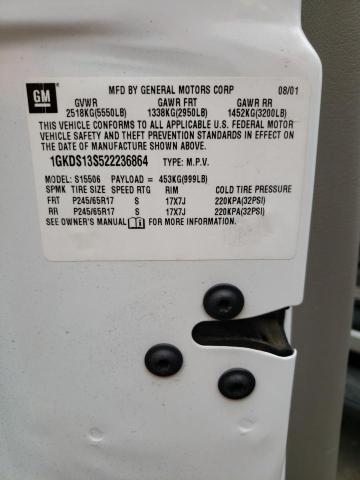 GM
MFD BY GENERAL MOTORS CORP 08/01
GVWR GAWR FRT GAWR RR
2518KG(5550LB) 1338KG(2950LB) 1452KG(3200LB)
THIS VEHICLE CONFORMS TO ALL APPLICABLE U.S. FEDERAL MOTOR
VEHICLE SAFETY AND THEFT PREVENTION STANDARDS IN EFFECT ON
THE DATE OF MANUFACTURE SHOWN ABOVE.
1GKDS13S522236864 TYPE: M.P.V.
MODEL: S15506 PAYLOAD = 453KG(999LB)
SPMK TIRE SIZE SPEED RTG RIM COLD TIRE PRESSURE
FRT P245/65R17 S 17X7J 220KPA(32PSI)
RR P245/65R17 S 17X7J 220KPA(32PSI)
SEE OWNER'S MANUAL FOR MORE INFORMATION.